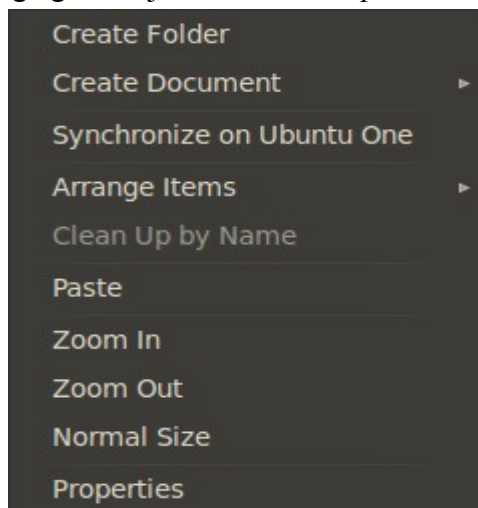 Create Folder
Create Document
Synchronize on Ubuntu One
Arrange Items
Clean Up by Name
Paste
Zoom In
Zoom Out
Normal Size
Properties